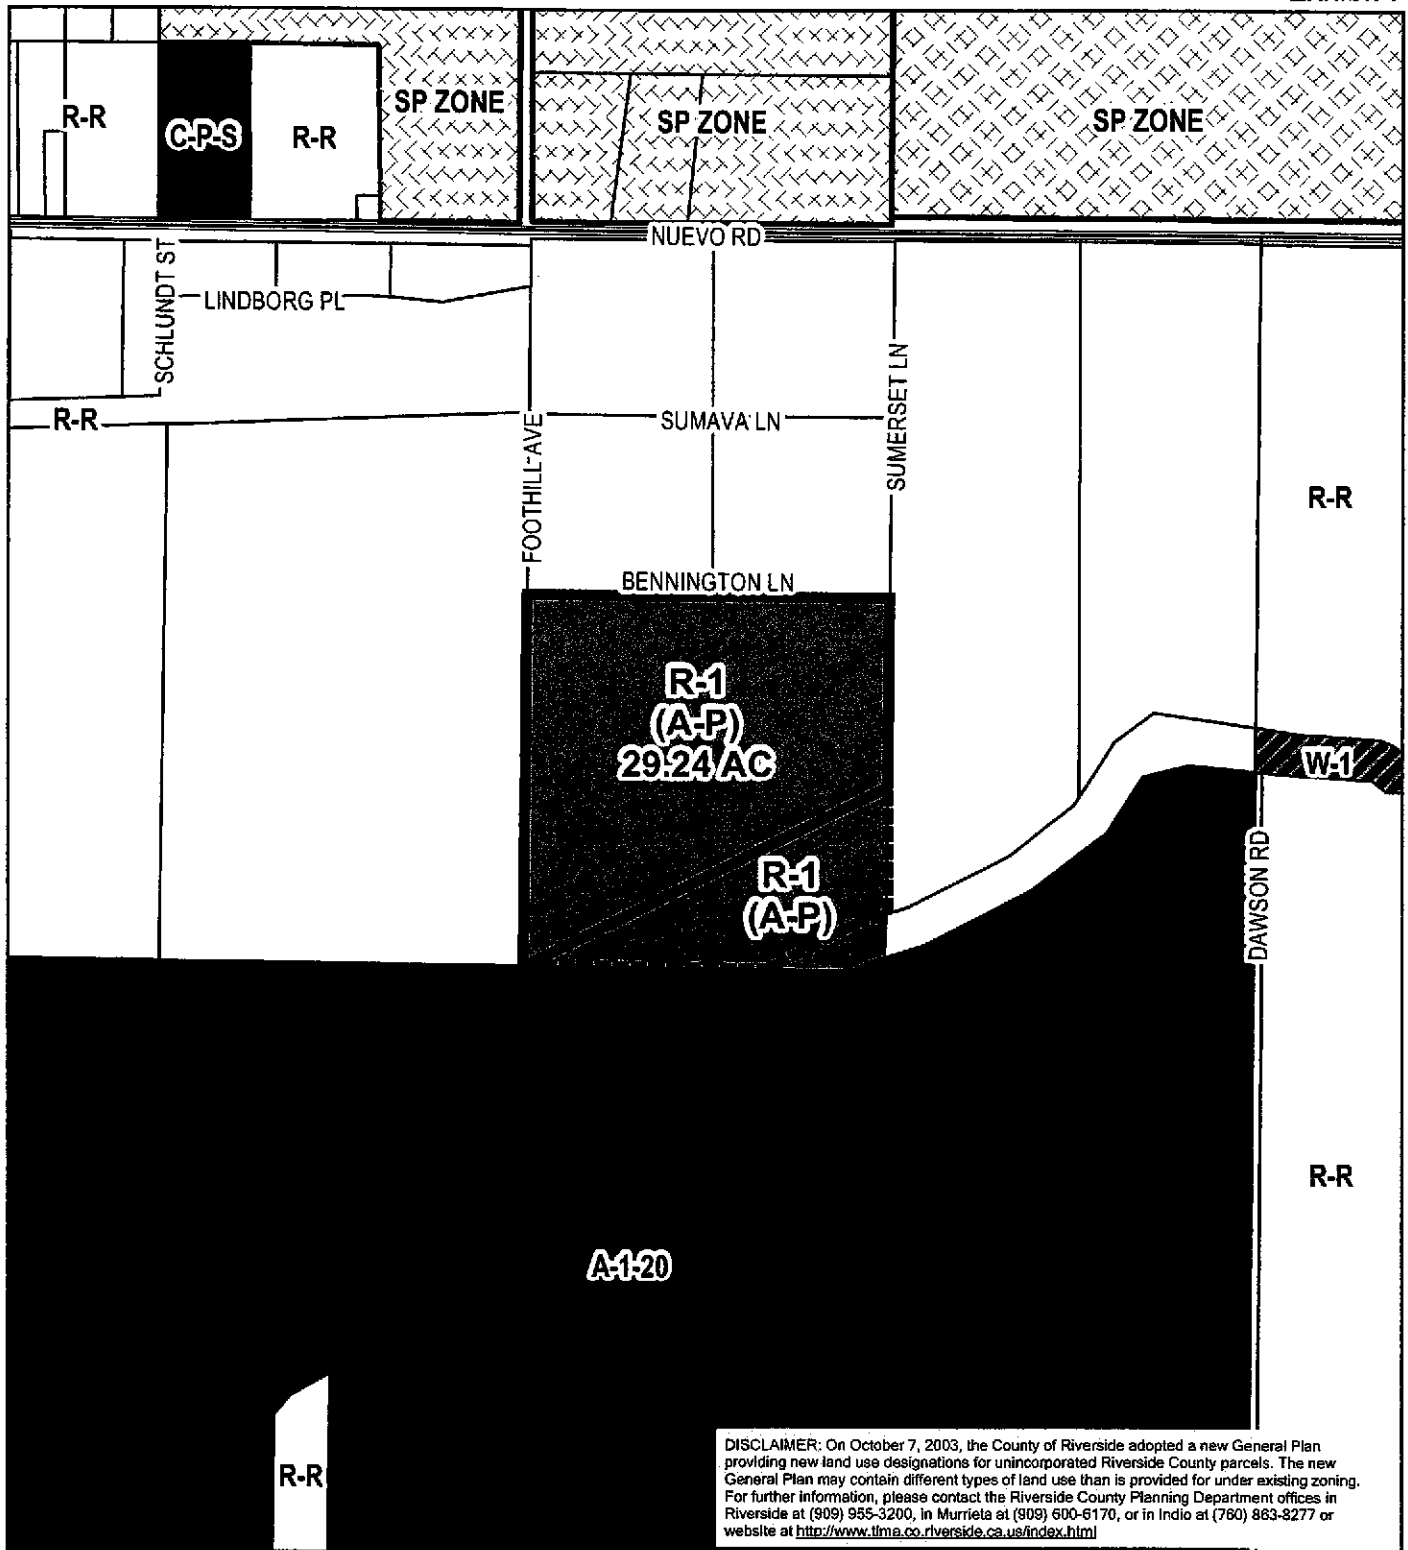 R-R
C-P-S
R-R
SP ZONE
SP ZONE
SP ZONE
NUEVO RD
SCHLUNDT ST
LINDBORG PL
R-R
FOOTHILL AVE
SUMAVA LN
SUMERSET LN
R-R
BENNINGTON LN
R-1
(A-P)
29.24 AC
W-1
R-1
(A-P)
DAWSON RD
R-R
A-1-20
R-R
DISCLAIMER: On October 7, 2003, the County of Riverside adopted a new General Plan
providing new land use designations for unincorporated Riverside County parcels. The new
General Plan may contain different types of land use than is provided for under existing zoning.
For further information, please contact the Riverside County Planning Department offices in
Riverside at (909) 955-3200, in Murrieta at (909) 600-6170, or in Indio at (760) 863-8277 or
website at http://www.tlma.co.riverside.ca.us/index.html